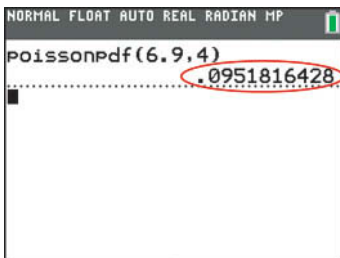 NORMAL FLOAT AUTO REAL RADIAN MP
poissonpdf(6.9,4)
.0951816428